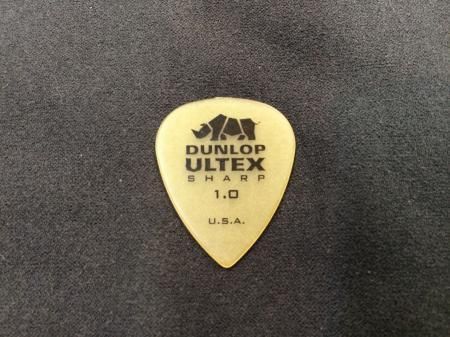 DUNLOP
ULTEX
SHARP
1.0
U.S.A.